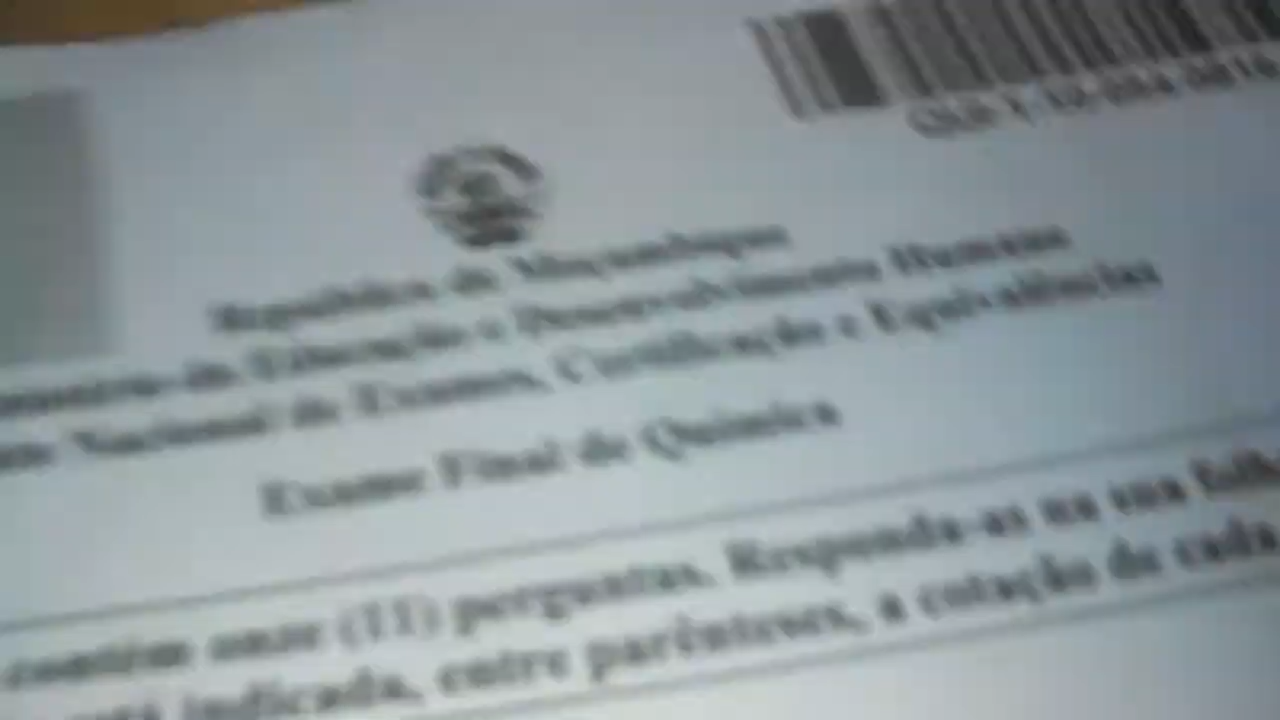 República de Moçambique
de Educação e Desenvolvimento Humano
Nacional de Exames, Certificação e Equivalências
Exame Final de Química
contém onze (11) perguntas. Responda-as na sua
indicada, entre parênteses, a cotação de cada